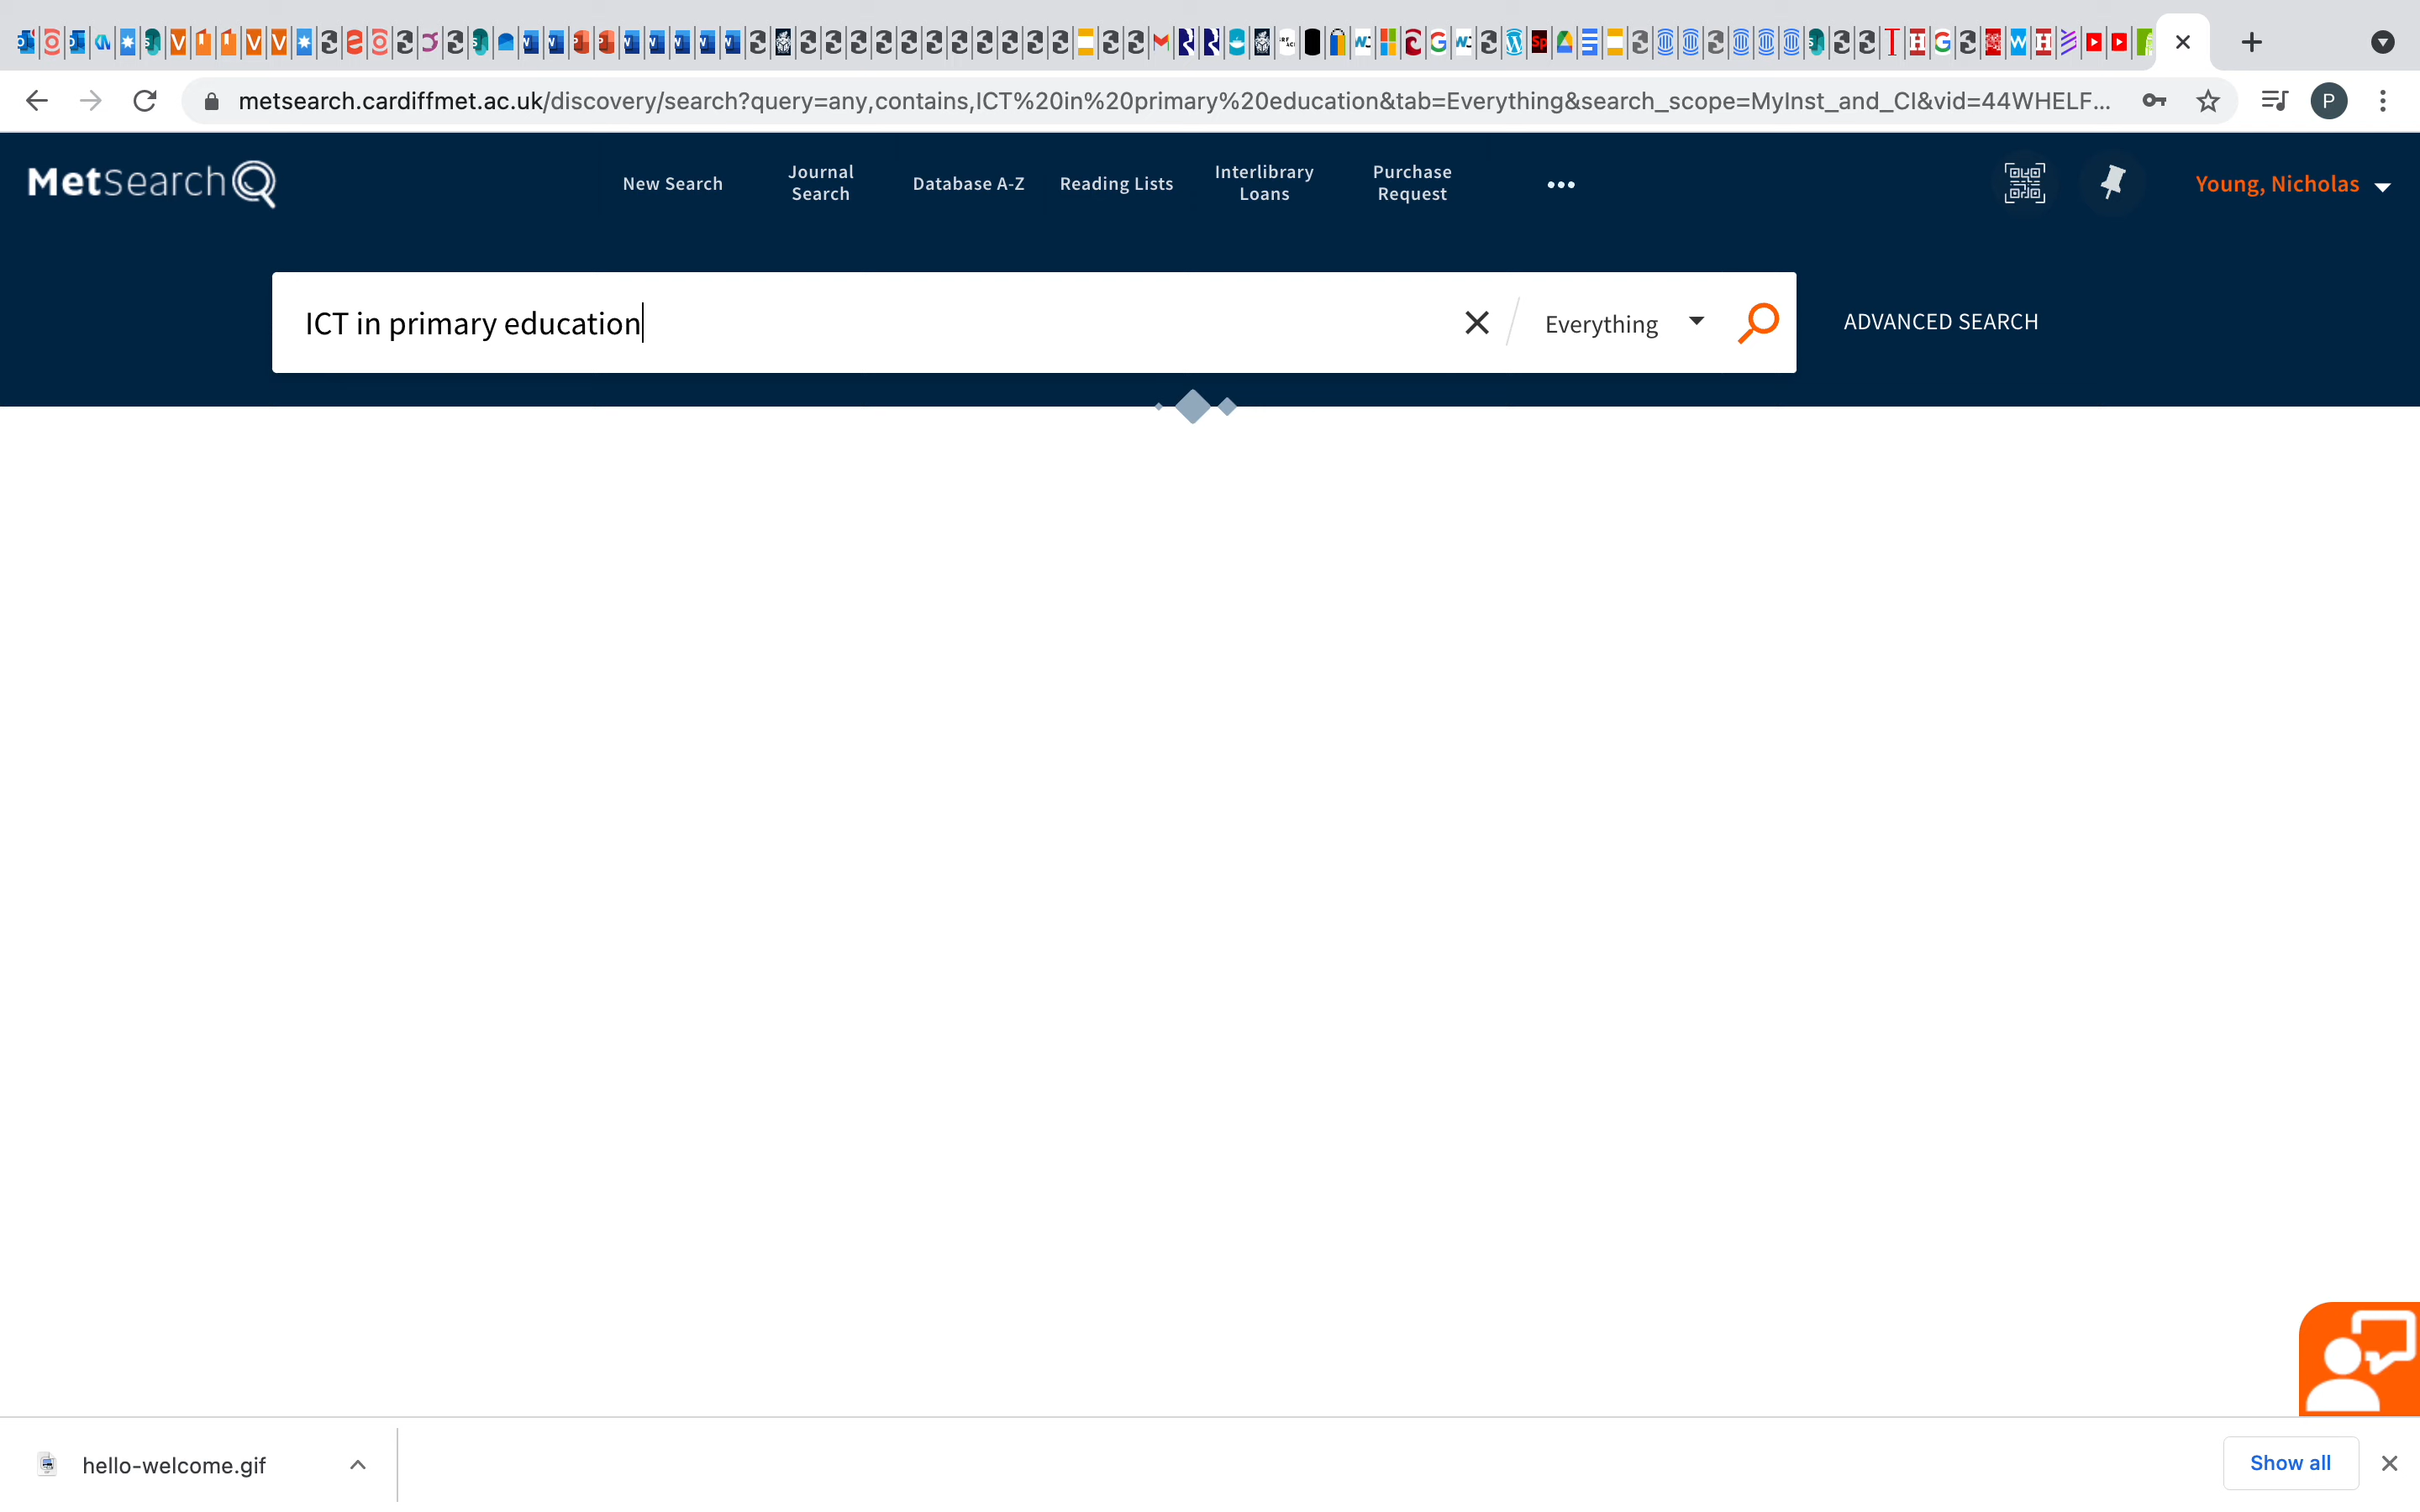 metsearch.cardiffmet.ac.uk/discovery/search?query=any,contains,ICT%20in%20primary%20education&tab=Everything&search_scope=MyInst_and_CI&vid=44WHELF...
P
MetSearch
New Search
Journal
Search
Database A-Z
Reading Lists
Interlibrary
Loans
Purchase
Request
Young, Nicholas
ICT in primary education
Everything
ADVANCED SEARCH
hello-welcome.gif
Show all